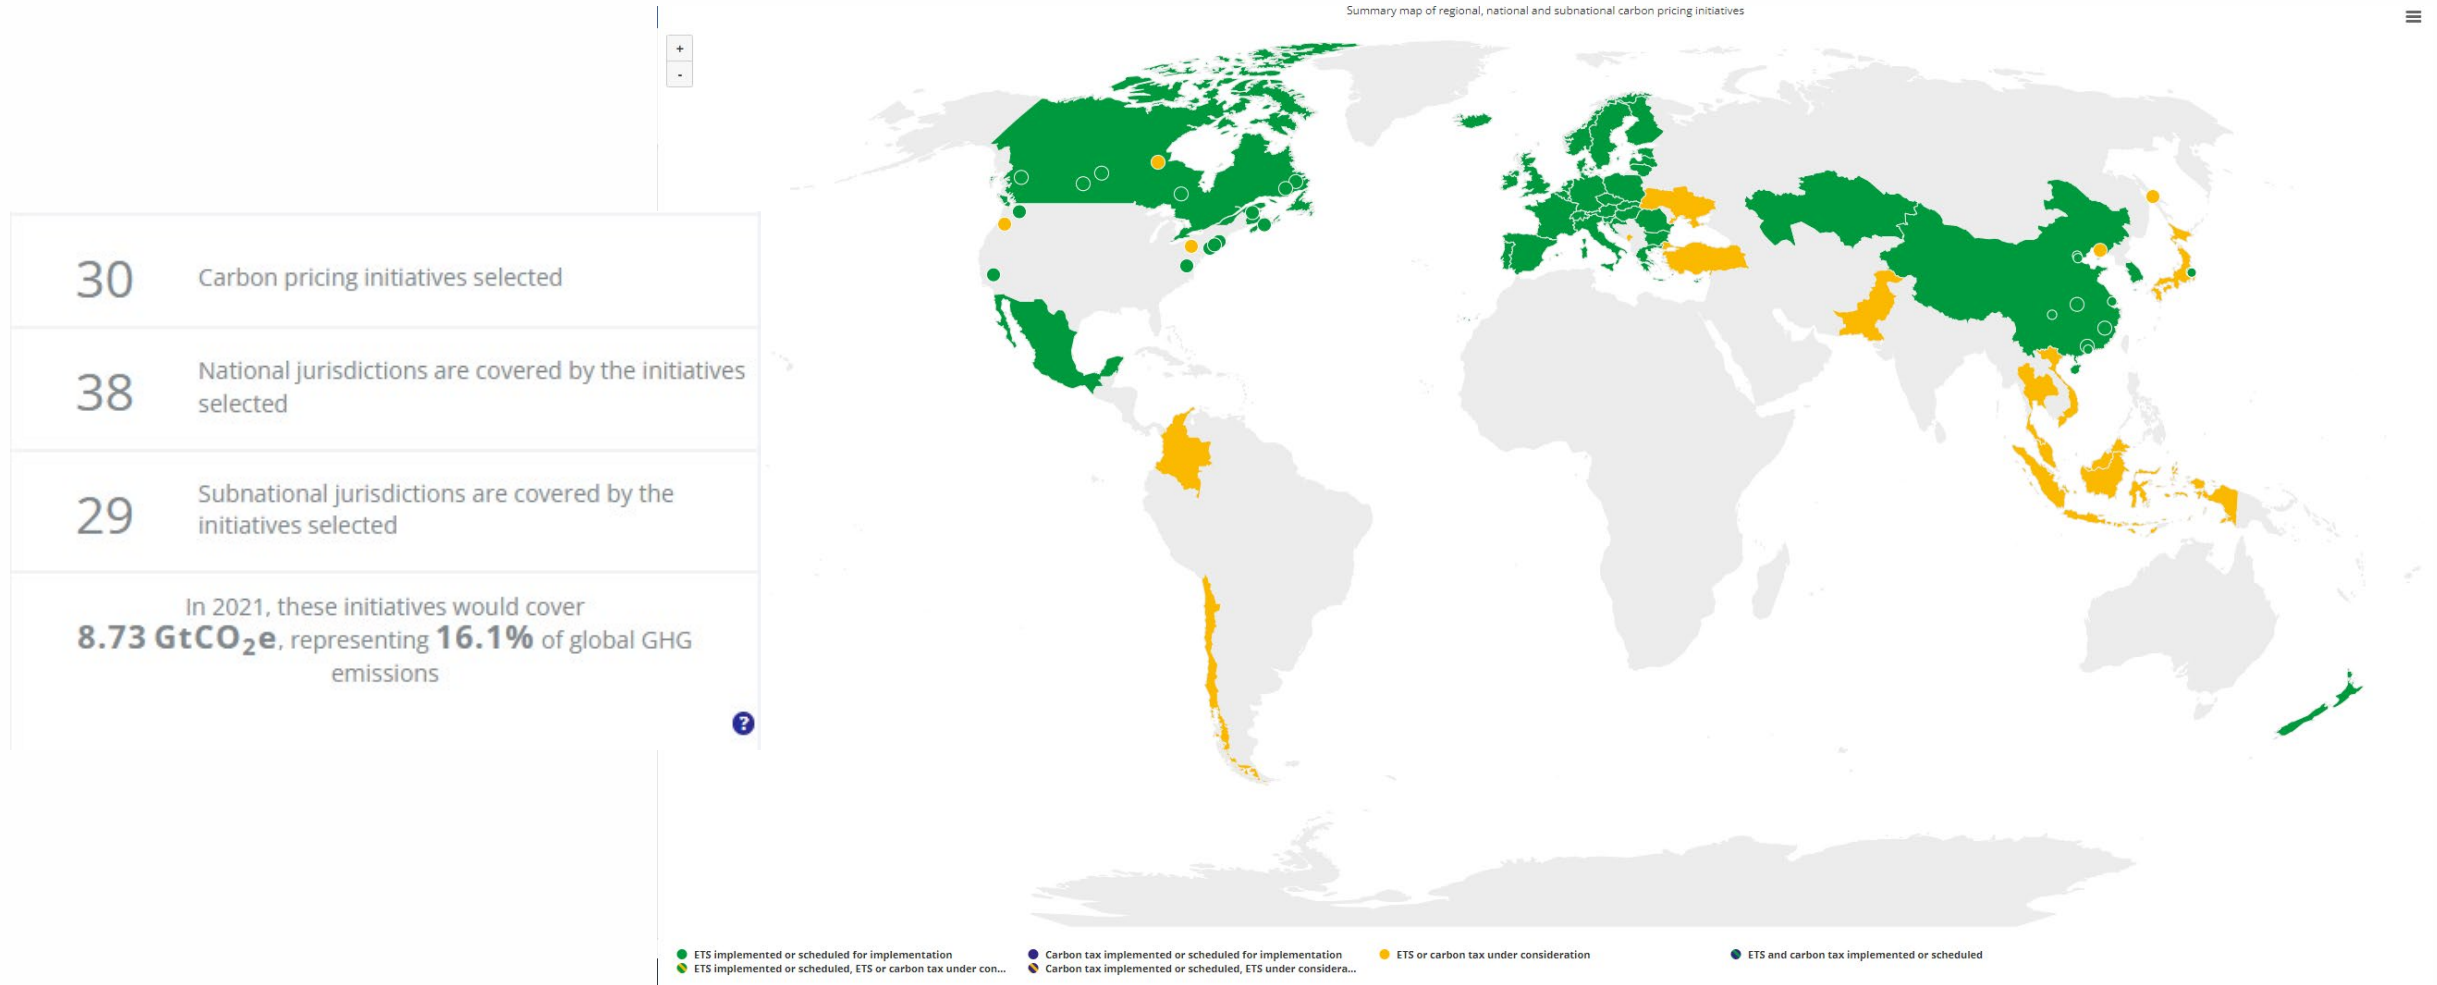 Summary map of regional, national and subnational carbon pricing initiatives
+
-
30
Carbon pricing initiatives selected
38
National jurisdictions are covered by the initiatives
selected
29
Subnational jurisdictions are covered by the
initiatives selected
In 2021, these initiatives would cover
8.73 GtCO₂e, representing 16.1% of global GHG
emissions
?
ETS implemented or scheduled for implementation
Carbon tax implemented or scheduled for implementation
ETS or carbon tax under consideration
ETS and carbon tax implemented or scheduled
ETS implemented or scheduled, ETS or carbon tax under con...
Carbon tax implemented or scheduled, ETS under considera...